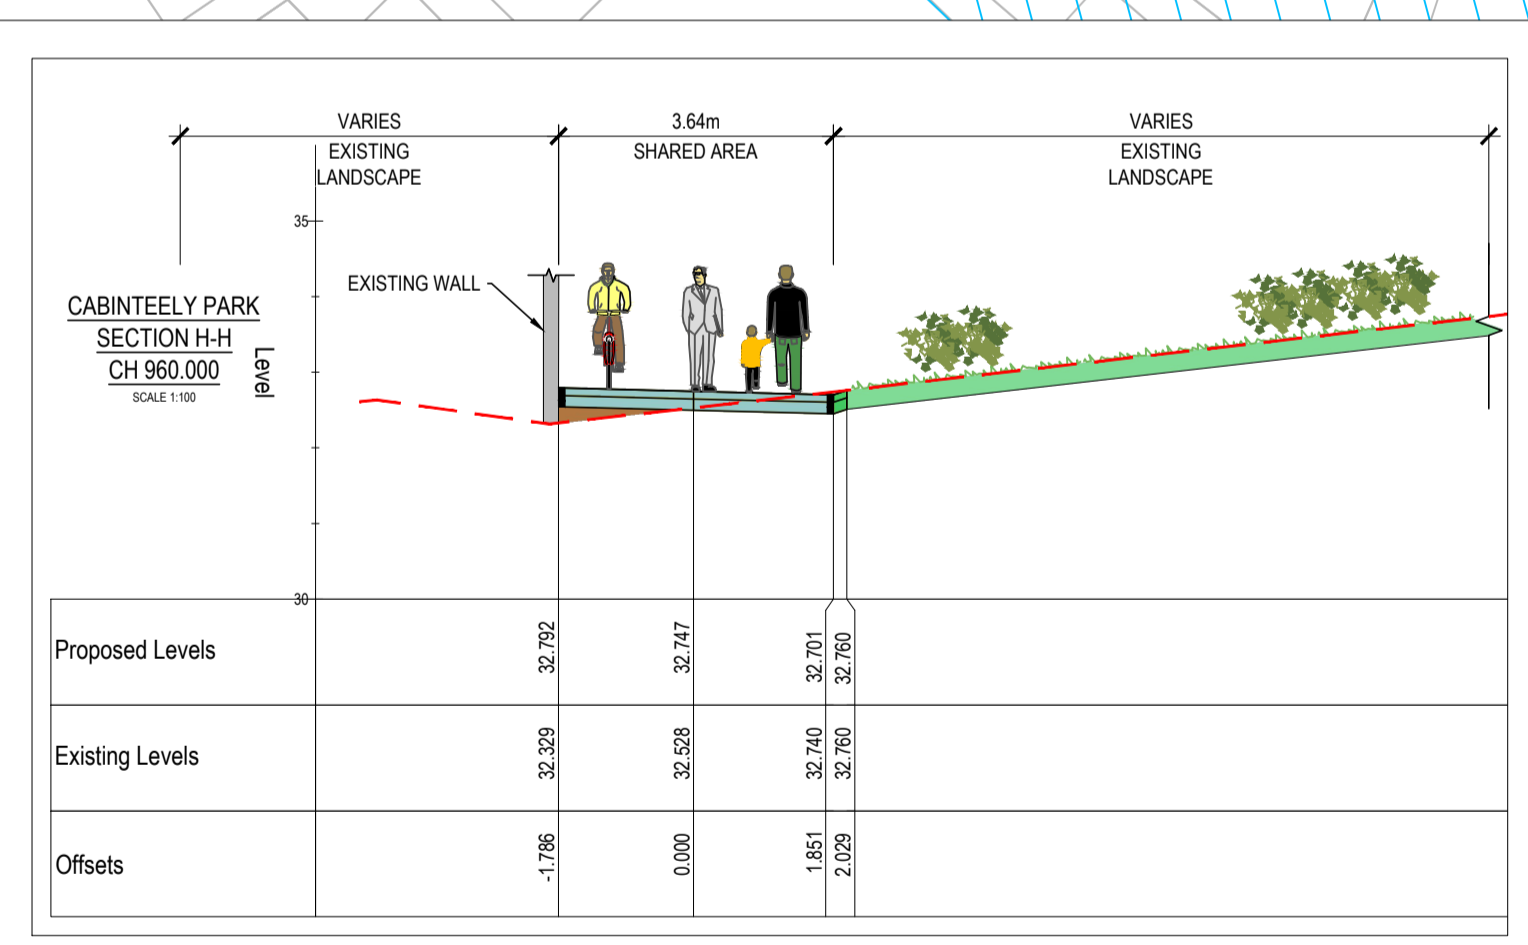 VARIES
3.64m
VARIES
EXISTING
LANDSCAPE
SHARED AREA
EXISTING
LANDSCAPE
35
EXISTING WALL
CABINTEELY PARK
SECTION H-H
CH 960.000
SCALE 1:100
Level
30
Proposed Levels 32.792 32.747 32.701 32.760
Existing Levels 32.329 32.528 32.740 32.760
Offsets -1.786 0.000 1.851 2.029